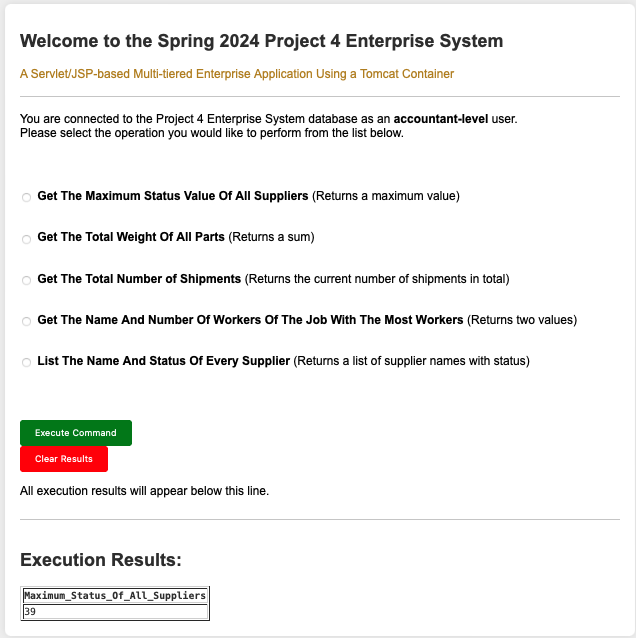 Welcome to the Spring 2024 Project 4 Enterprise System
A Servlet/JSP-based Multi-tiered Enterprise Application Using a Tomcat Container
You are connected to the Project 4 Enterprise System database as an accountant-level user.
Please select the operation you would like to perform from the list below.
Get The Maximum Status Value Of All Suppliers (Returns a maximum value)
Get The Total Weight Of All Parts (Returns a sum)
Get The Total Number of Shipments (Returns the current number of shipments in total)
Get The Name And Number Of Workers Of The Job With The Most Workers (Returns two values)
List The Name And Status Of Every Supplier (Returns a list of supplier names with status)
Execute Command
Clear Results
All execution results will appear below this line.
Execution Results:
Maximum_Status_Of_All_Suppliers
39